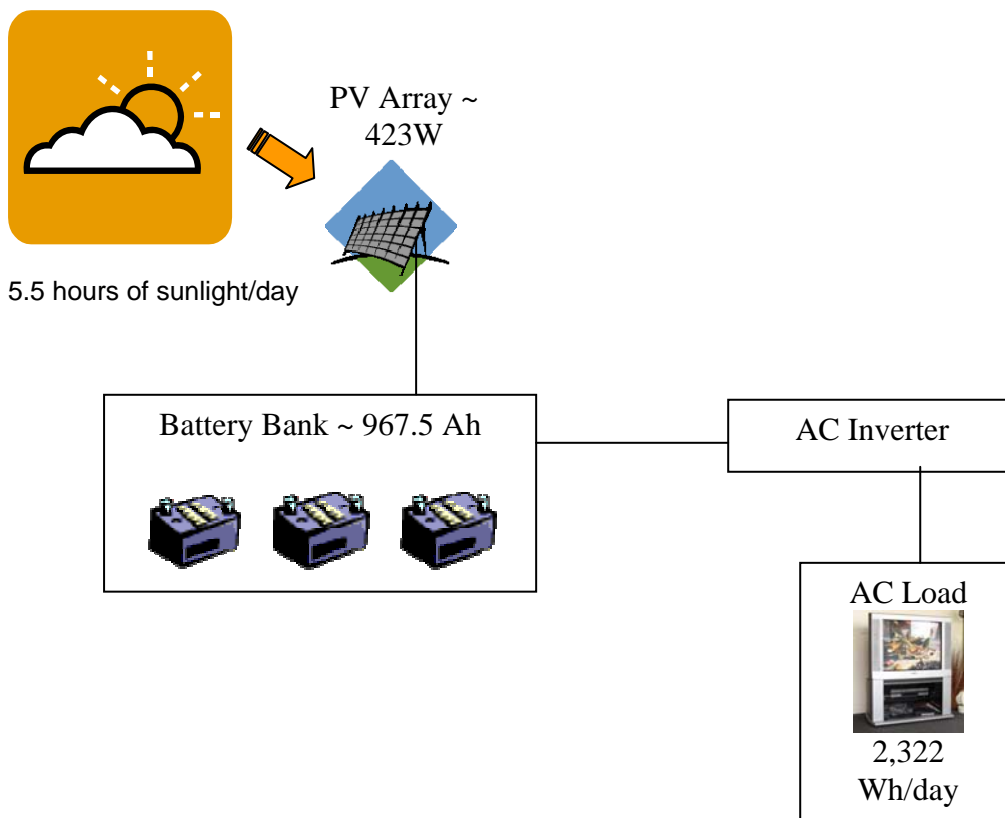 PV Array ~
423W
5.5 hours of sunlight/day
Battery Bank ~ 967.5 Ah
AC Inverter
AC Load
2,322
Wh/day